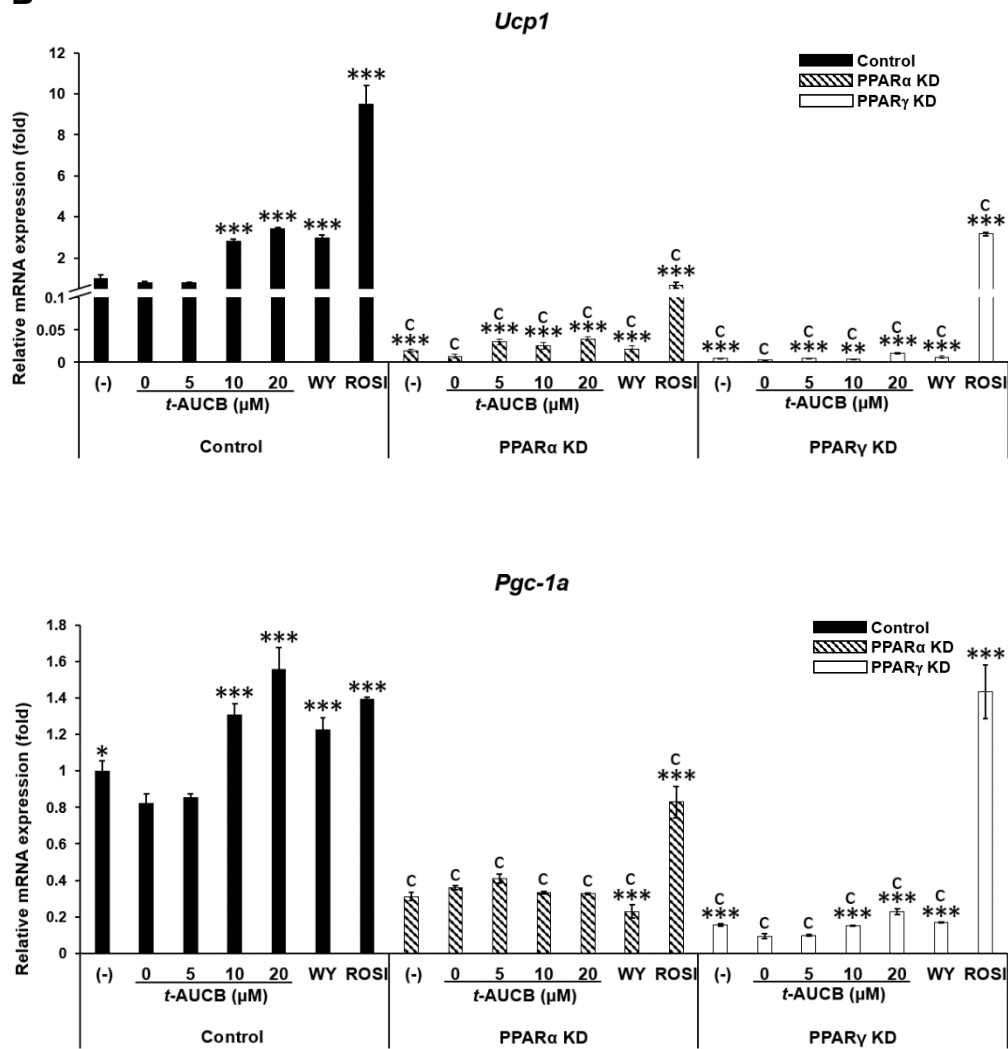 B
Ucp1
Relative mRNA expression (fold)
12
10
8
6
4
2
0.1
0.05
0
Control
PPARα KD
PPARγ KD
*** *** *** ***
C C C C C C C
*** *** *** *** *** ***
C C C C C C C
*** *** ** *** *** ***
(-) 0 5 10 20 WY ROSI (-) 0 5 10 20 WY ROSI (-) 0 5 10 20 WY ROSI
t-AUCB (μM) t-AUCB (μM) t-AUCB (μM)
Control PPARα KD PPARγ KD
Pgc-1a
Relative mRNA expression (fold)
1.8
1.6
1.4
1.2
1
0.8
0.6
0.4
0.2
0
Control
PPARα KD
PPARγ KD
* *** *** *** ***
C C C C C C C
*** ***
C C C C C C
*** *** *** *** ***
(-) 0 5 10 20 WY ROSI (-) 0 5 10 20 WY ROSI (-) 0 5 10 20 WY ROSI
t-AUCB (μM) t-AUCB (μM) t-AUCB (μM)
Control PPARα KD PPARγ KD